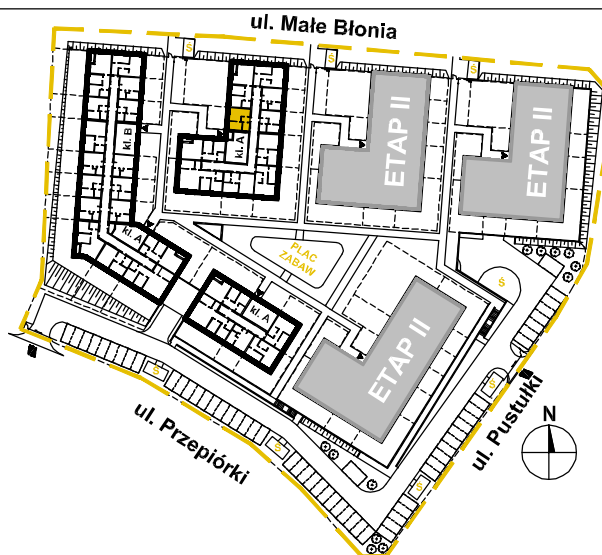 ul. Małe Błonia
Ś
Ś
Ś
kl. B
kl. A
ETAP II
ETAP II
kl. A
PLAC
ZABAW
Ś
kl. A
ETAP II
Ś
Ś
Ś
Ś
ul. Przepiórki
ul. Pustułki
N